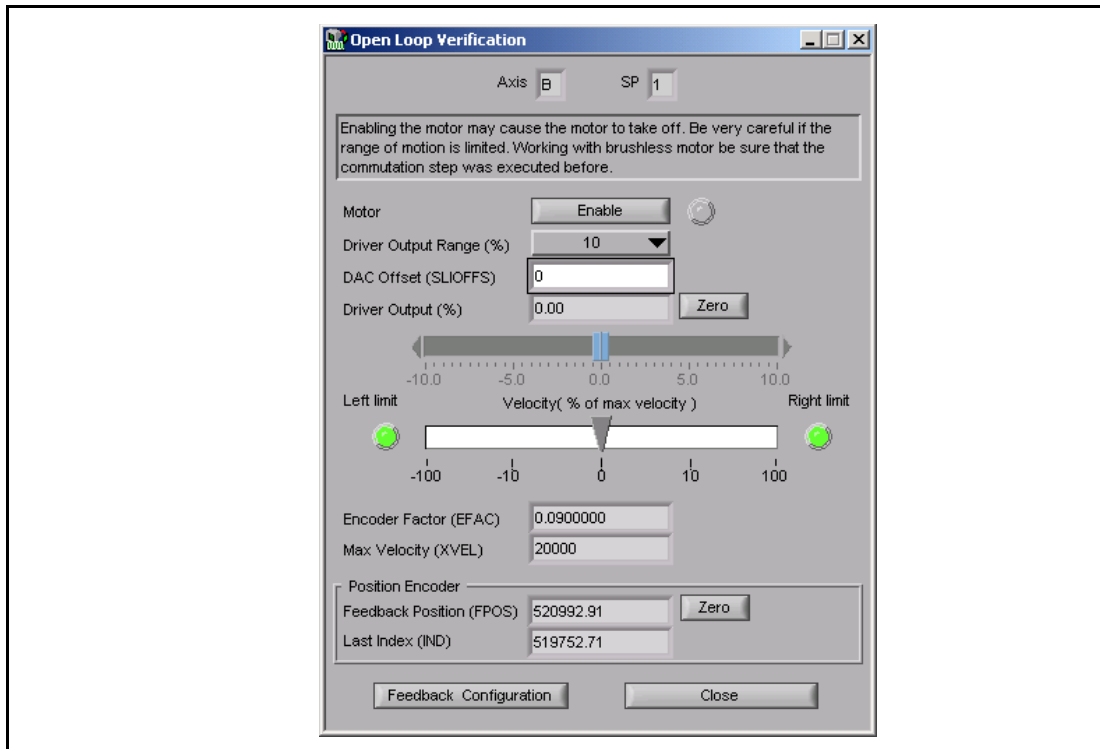 Open Loop Verification
Axis B SP 1
Enabling the motor may cause the motor to take off. Be very careful if the
range of motion is limited. Working with brushless motor be sure that the
commutation step was executed before.
Motor Enable
Driver Output Range (%) 10
DAC Offset (SLIOFFS) 0
Driver Output (%) 0.00 Zero
-10.0 -5.0 0.0 5.0 10.0
Left limit Velocity( % of max velocity ) Right limit
-100 -10 0 10 100
Encoder Factor (EFAC) 0.0900000
Max Velocity (XVEL) 20000
Position Encoder
Feedback Position (FPOS) 520992.91 Zero
Last Index (IND) 519752.71
Feedback Configuration Close